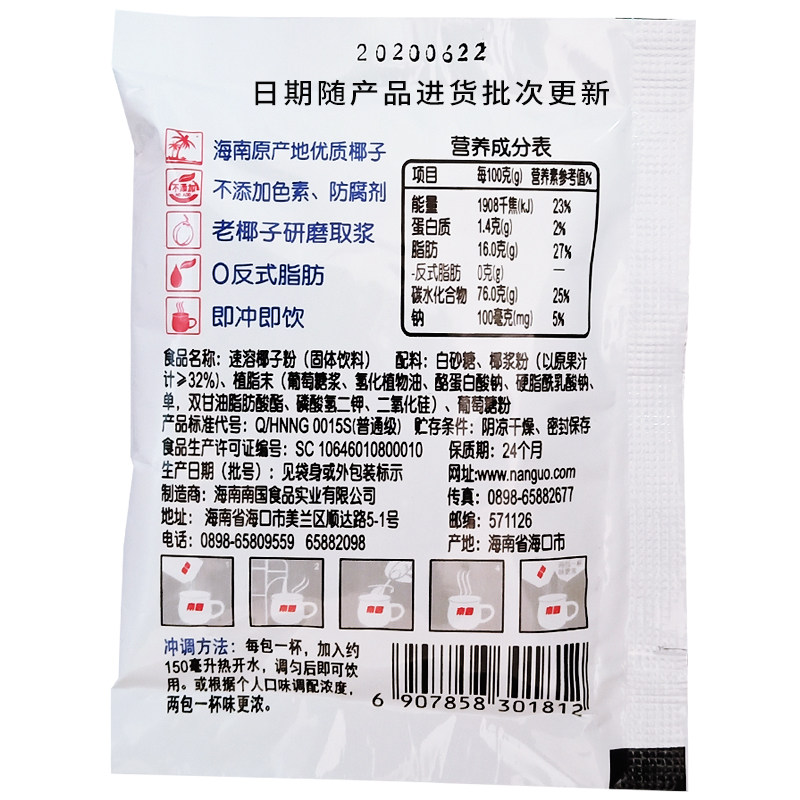 20200622
日期随产品进货批次更新
海南原产地优质椰子
不添加
不添加色素、防腐剂
老椰子研磨取浆
0反式脂肪
即冲即饮
营养成分表
项目 每100克(g) 营养素参考值%
能量 1908千焦(kJ) 23%
蛋白质 1.4克(g) 2%
脂肪 16.0克(g) 27%
-反式脂肪 0克(g) —
碳水化合物 76.0克(g) 25%
钠 100毫克(mg) 5%
食品名称：速溶椰子粉（固体饮料） 配料：白砂糖、椰浆粉（以原果汁
计≥32%）、植脂末（葡萄糖浆、氢化植物油、酪蛋白酸钠、硬脂酰乳酸钠、
单，双甘油脂肪酸酯、磷酸氢二钾、二氧化硅）、葡萄糖粉
产品标准代号：Q/HNNG 0015S(普通级) 贮存条件：阴凉干燥、密封保存
食品生产许可证编号：SC 10646010800010 保质期：24个月
生产日期（批号）：见袋身或外包装标示 网址:www.nanguo.com
制造商：海南南国食品实业有限公司 传真：0898-65882677
地址：海南省海口市美兰区顺达路5-1号 邮编：571126
电话：0898-65809559 65882098 产地：海南省海口市
南国 2 南国 南国 南国 南国
冲调方法：每包一杯，加入约
150毫升热开水，调匀后即可饮
用。或根据个人口味调配浓度，
两包一杯味更浓。
6 907858 301812